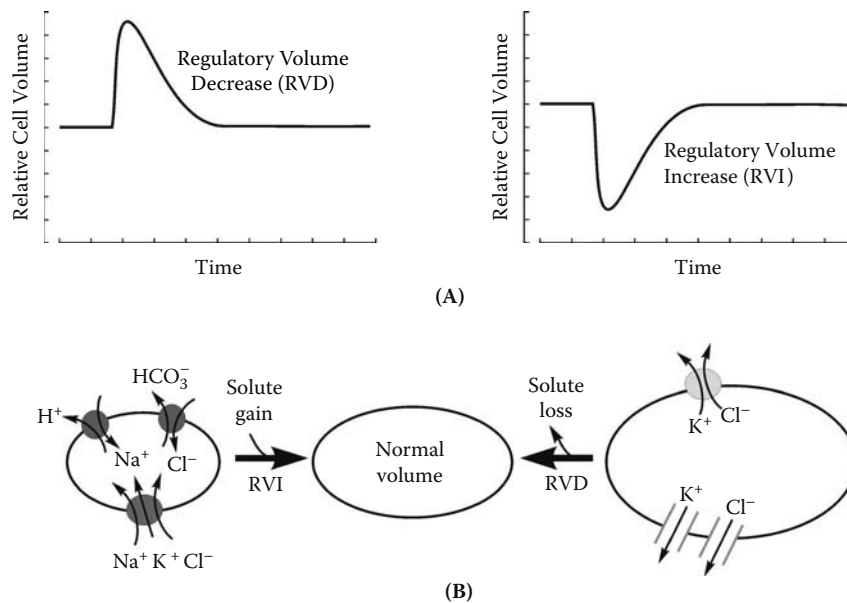 Relative Cell Volume
Regulatory Volume
Decrease (RVD)
Time
Relative Cell Volume
Regulatory Volume
Increase (RVI)
Time
(A)
H⁺
HCO₃⁻
Na⁺
Cl⁻
Na⁺ K⁺ Cl⁻
Solute
gain
RVI
Normal
volume
Solute
loss
RVD
K⁺
Cl⁻
K⁺
Cl⁻
(B)